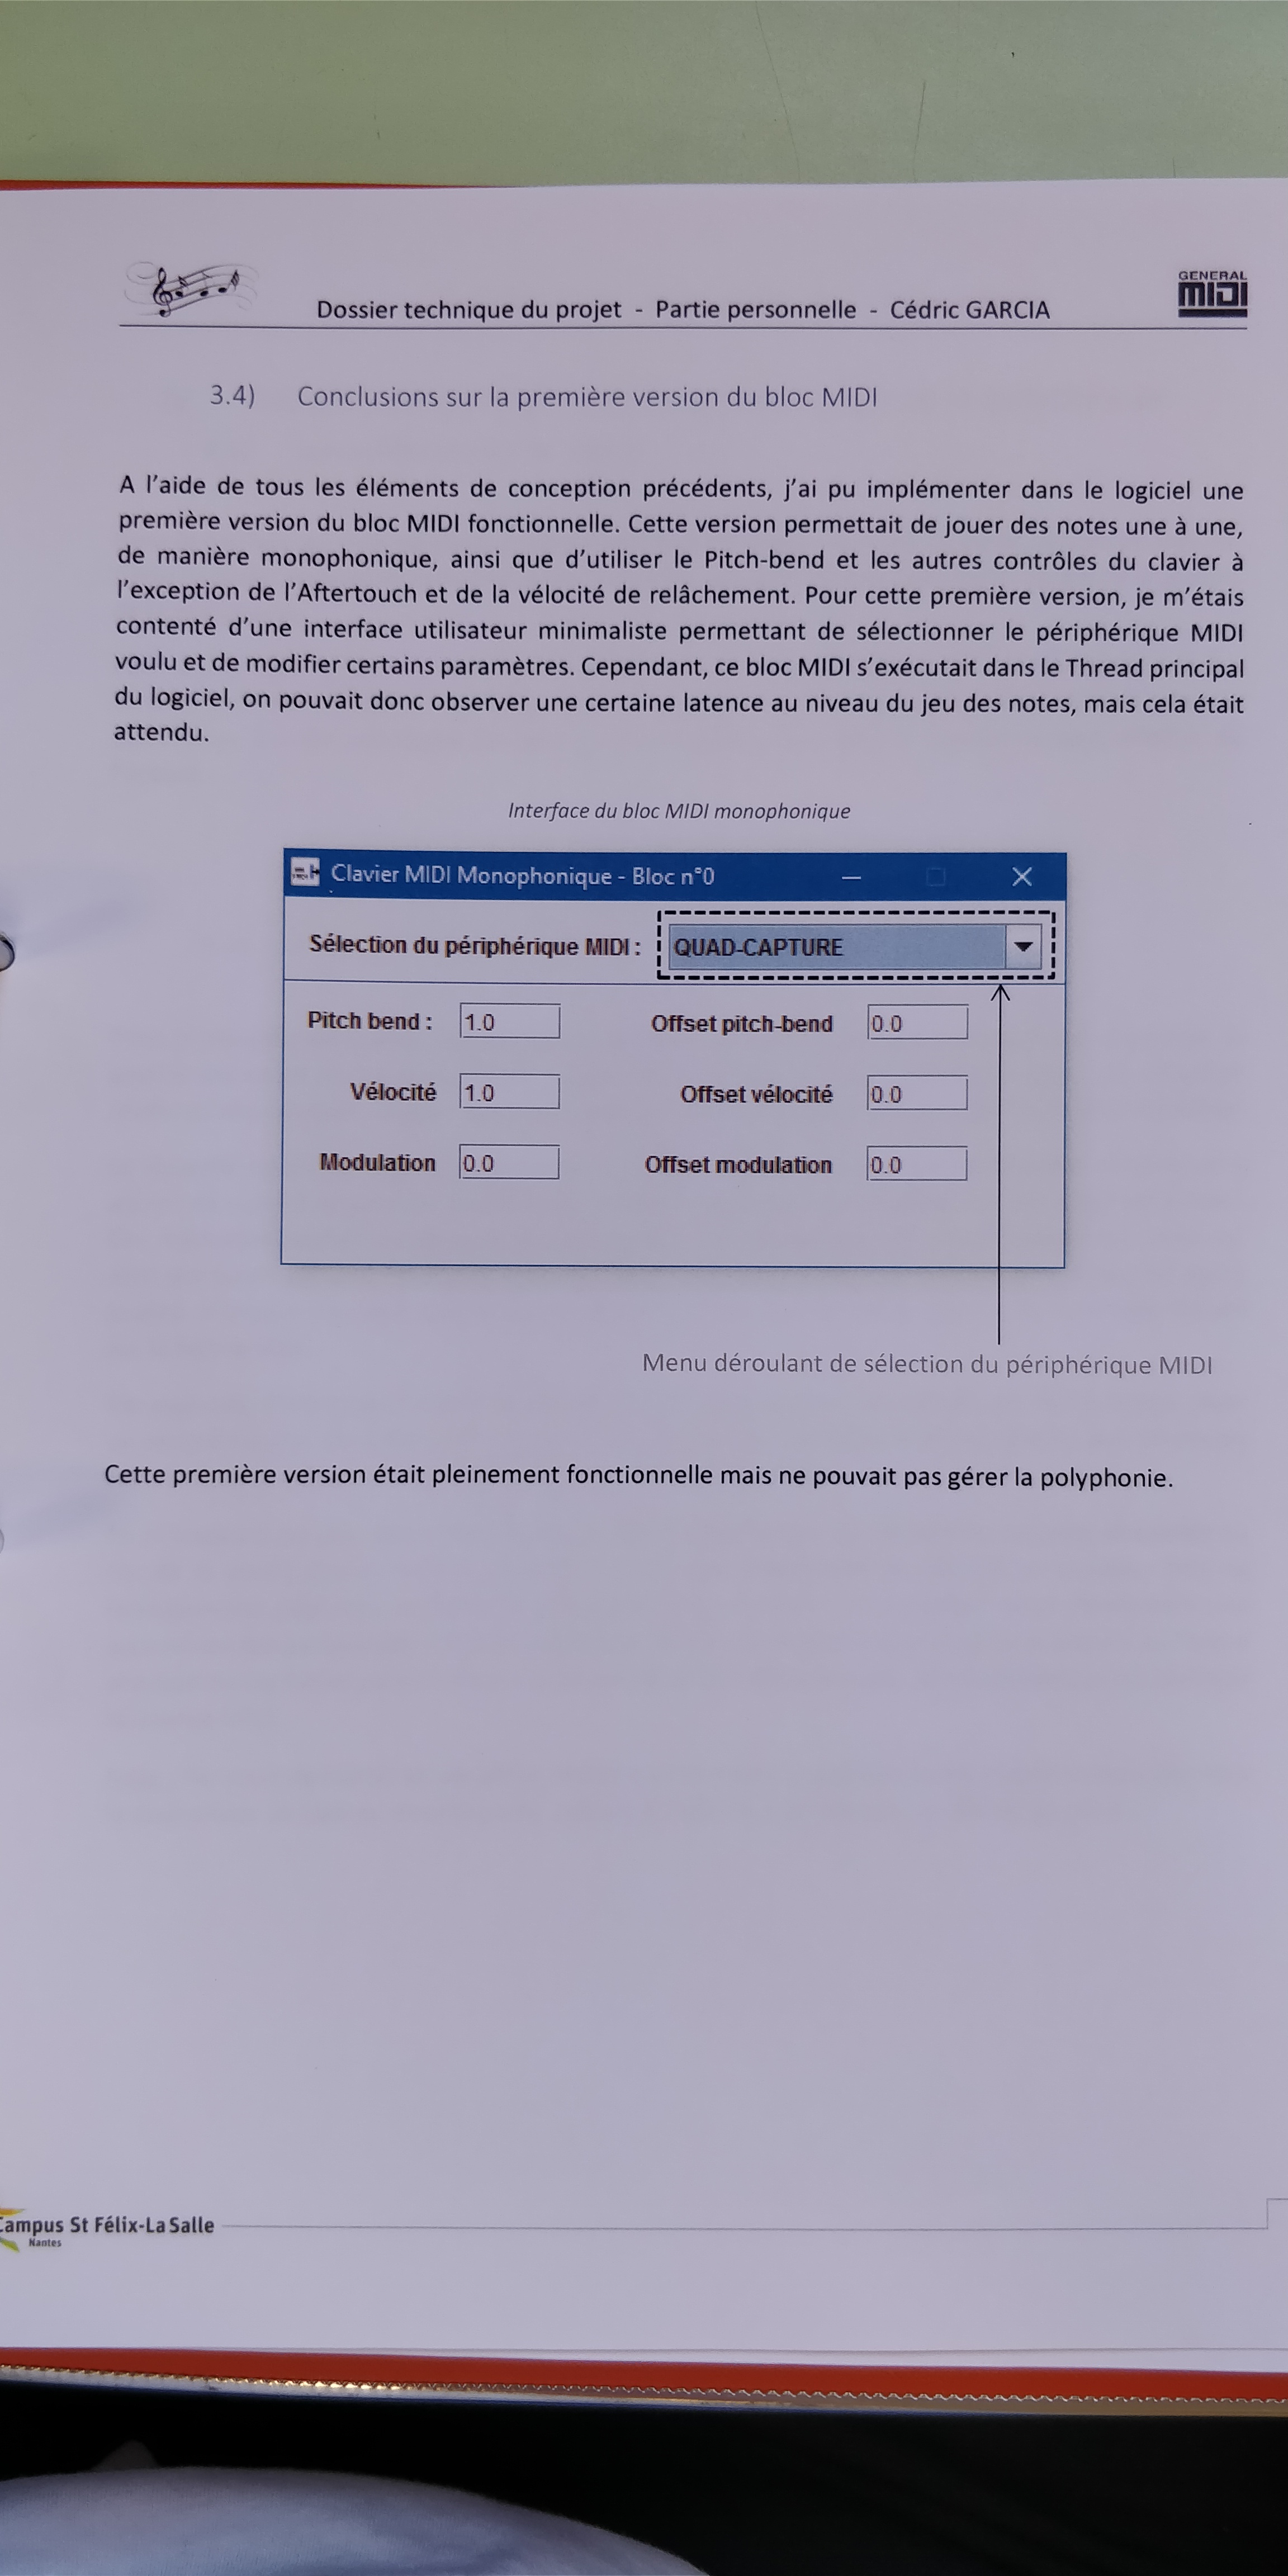 GENERAL
MIDI
Dossier technique du projet - Partie personnelle - Cédric GARCIA
3.4) Conclusions sur la première version du bloc MIDI
A l'aide de tous les éléments de conception précédents, j'ai pu implémenter dans le logiciel une
première version du bloc MIDI fonctionnelle. Cette version permettait de jouer des notes une à une,
de manière monophonique, ainsi que d'utiliser le Pitch-bend et les autres contrôles du clavier à
l'exception de l'Aftertouch et de la vélocité de relâchement. Pour cette première version, je m'étais
contenté d'une interface utilisateur minimaliste permettant de sélectionner le périphérique MIDI
voulu et de modifier certains paramètres. Cependant, ce bloc MIDI s'exécutait dans le Thread principal
du logiciel, on pouvait donc observer une certaine latence au niveau du jeu des notes, mais cela était
attendu.
Interface du bloc MIDI monophonique
Clavier MIDI Monophonique - Bloc n°0
Sélection du périphérique MIDI : QUAD-CAPTURE
Pitch bend : 1.0 Offset pitch-bend 0.0
Vélocité 1.0 Offset vélocité 0.0
Modulation 0.0 Offset modulation 0.0
Menu déroulant de sélection du périphérique MIDI
Cette première version était pleinement fonctionnelle mais ne pouvait pas gérer la polyphonie.
Campus St Félix-La Salle
Nantes